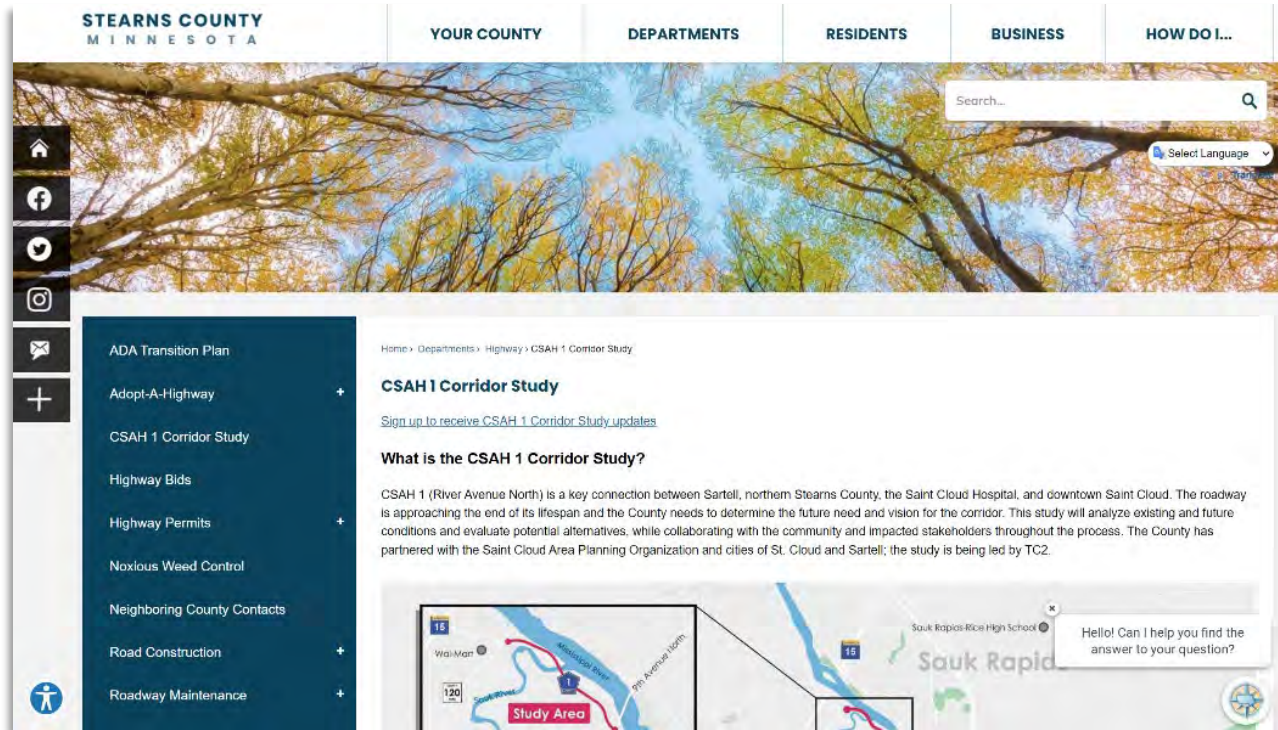 STEARNS COUNTY
MINNESOTA
YOUR COUNTY
DEPARTMENTS
RESIDENTS
BUSINESS
HOW DO I...
Search...
Select Language
ADA Transition Plan
Adopt-A-Highway +
CSAH 1 Corridor Study
Highway Bids
Highway Permits +
Noxious Weed Control
Neighboring County Contacts
Road Construction +
Roadway Maintenance +
Home › Departments › Highway › CSAH 1 Corridor Study
CSAH 1 Corridor Study
Sign up to receive CSAH 1 Corridor Study updates
What is the CSAH 1 Corridor Study?
CSAH 1 (River Avenue North) is a key connection between Sartell, northern Stearns County, the Saint Cloud Hospital, and downtown Saint Cloud. The roadway
is approaching the end of its lifespan and the County needs to determine the future need and vision for the corridor. This study will analyze existing and future
conditions and evaluate potential alternatives, while collaborating with the community and impacted stakeholders throughout the process. The County has
partnered with the Saint Cloud Area Planning Organization and cities of St. Cloud and Sartell; the study is being led by TC2.
15
Wal-Mart
Mississippi River
9th Avenue North
1
120
Sauk River
Study Area
15
Sauk Rapids-Rice High School
Sauk Rapids
Hello! Can I help you find the
answer to your question?